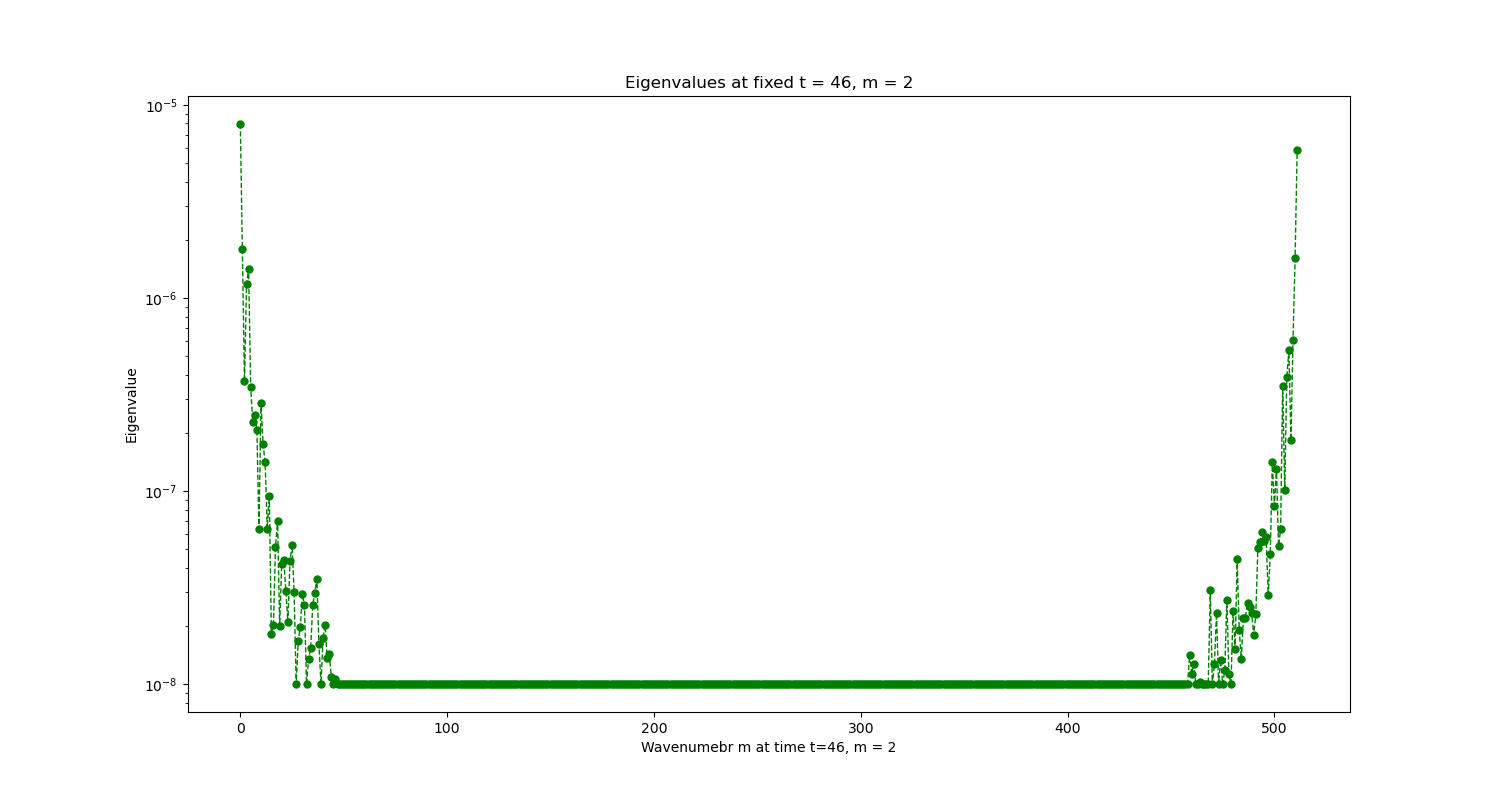 Eigenvalues at fixed t = 46, m = 2
10⁻⁵
10⁻⁶
10⁻⁷
10⁻⁸
Eigenvalue
0 100 200 300 400 500
Wavenumebr m at time t=46, m = 2